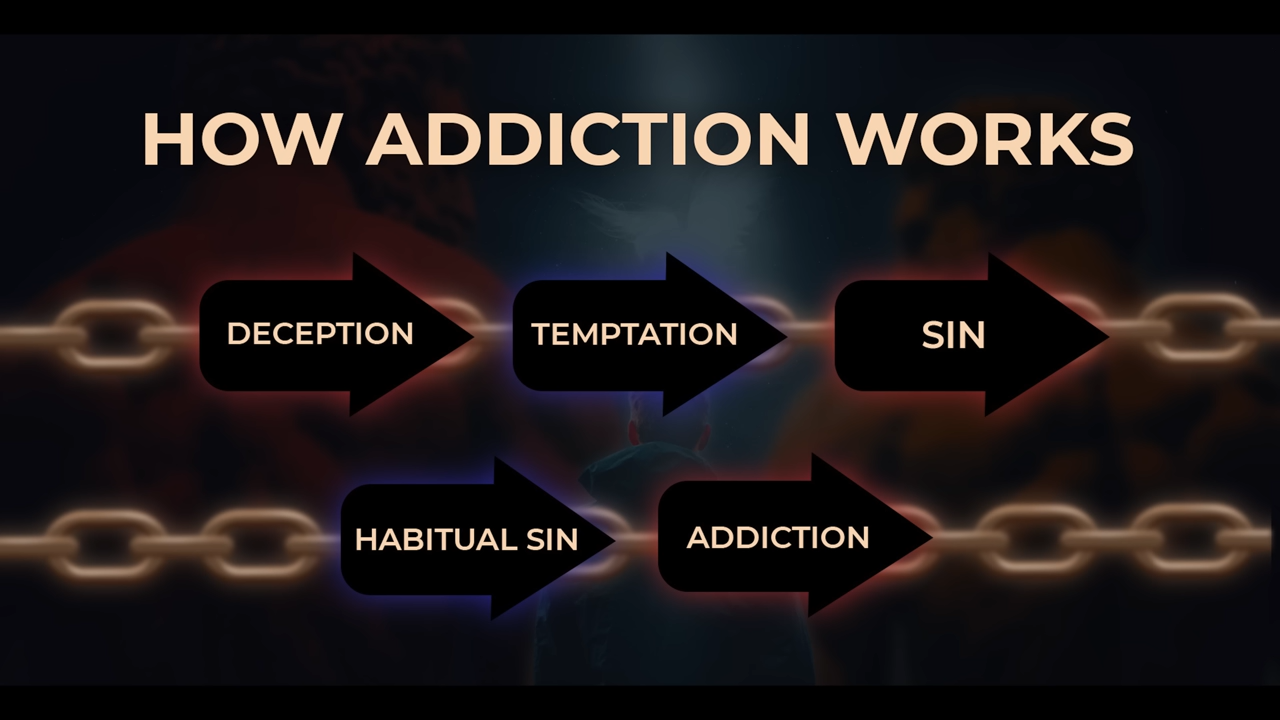 HOW ADDICTION WORKS
DECEPTION
TEMPTATION
SIN
HABITUAL SIN
ADDICTION